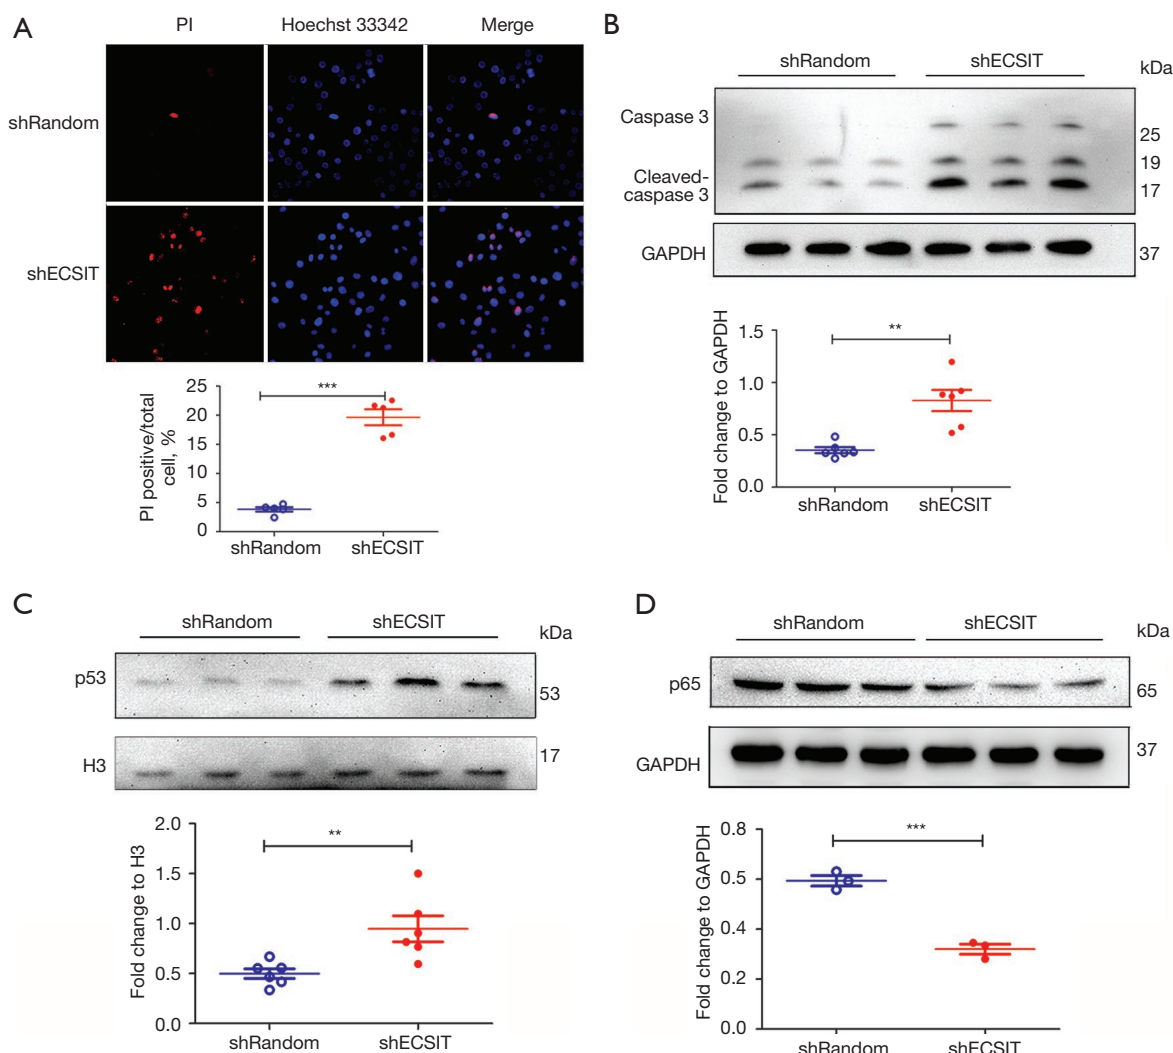 A
PI
Hoechst 33342
Merge
shRandom
shECSIT
***
25
20
15
10
5
0
PI positive/total
cell, %
shRandom
shECSIT
B
shRandom
shECSIT
kDa
Caspase 3
Cleaved-
caspase 3
25
19
17
GAPDH
37
**
1.5
1.0
0.5
0.0
Fold change to GAPDH
shRandom
shECSIT
C
shRandom
shECSIT
kDa
p53
53
H3
17
**
2.0
1.5
1.0
0.5
0.0
Fold change to H3
shRandom
shECSIT
D
shRandom
shECSIT
kDa
p65
65
GAPDH
37
***
0.8
0.5
0.4
0.2
0.0
Fold change to GAPDH
shRandom
shECSIT